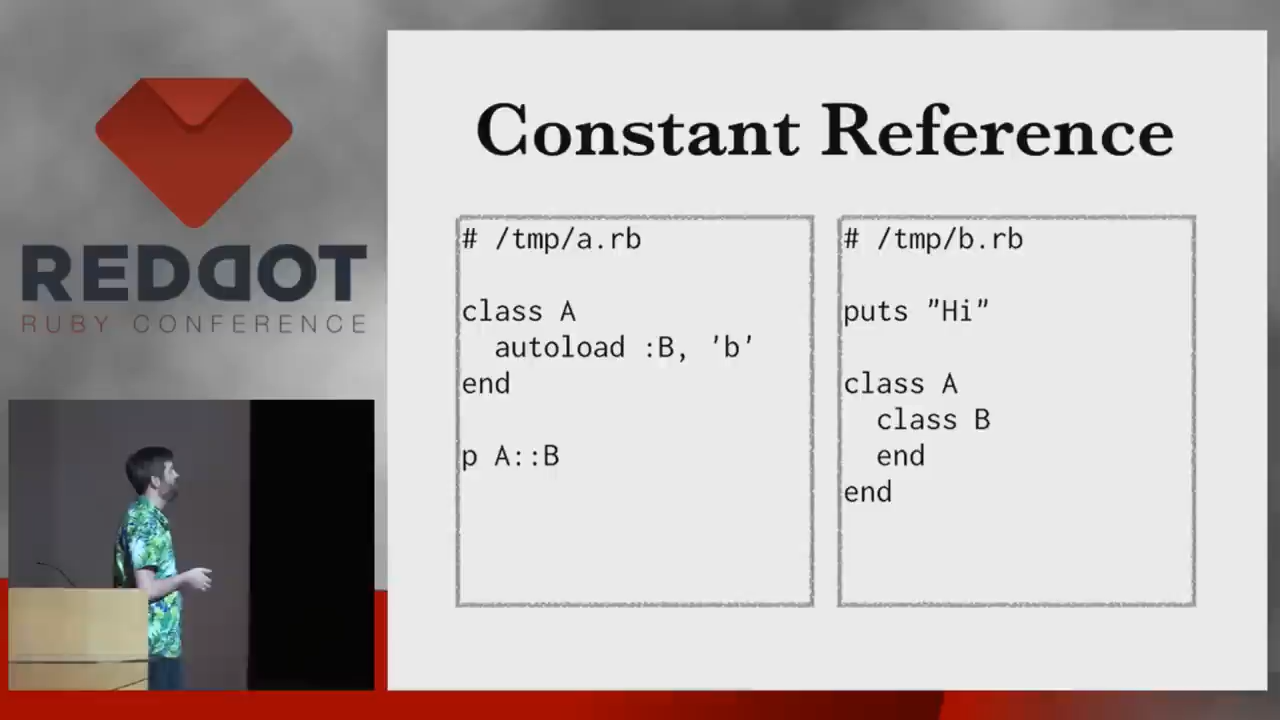 REDDOT
RUBY CONFERENCE
Constant Reference
# /tmp/a.rb
class A
  autoload :B, 'b'
end
p A::B
# /tmp/b.rb
puts "Hi"
class A
  class B
  end
end